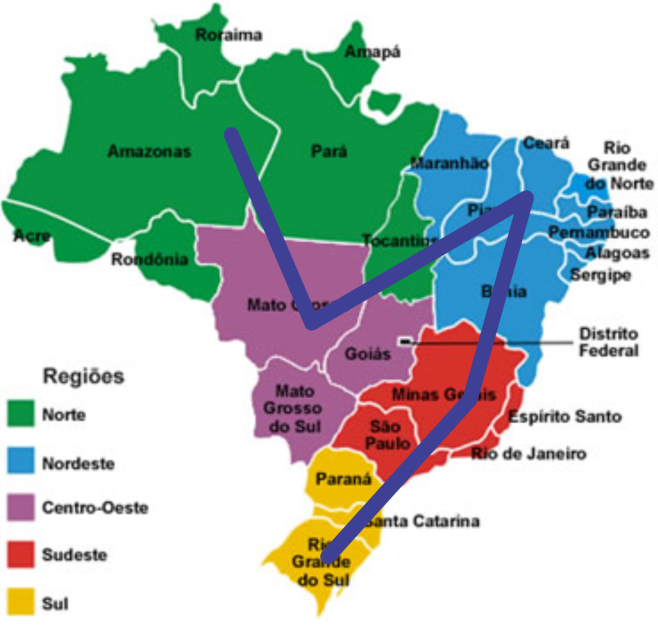 Roraima
Amapá
Amazonas
Pará
Maranhão
Ceará
Rio
Grande
do Norte
Acre
Rondônia
Tocantins
Paraíba
Pernambuco
Alagoas
Sergipe
Bahia
Mato
Goiás
Distrito
Federal
Mato
Grosso
do Sul
Minas Gerais
Espírito Santo
São
Paulo
Rio de Janeiro
Paraná
Santa Catarina
Rio
Grande
do Sul
Regiões
Norte
Nordeste
Centro-Oeste
Sudeste
Sul